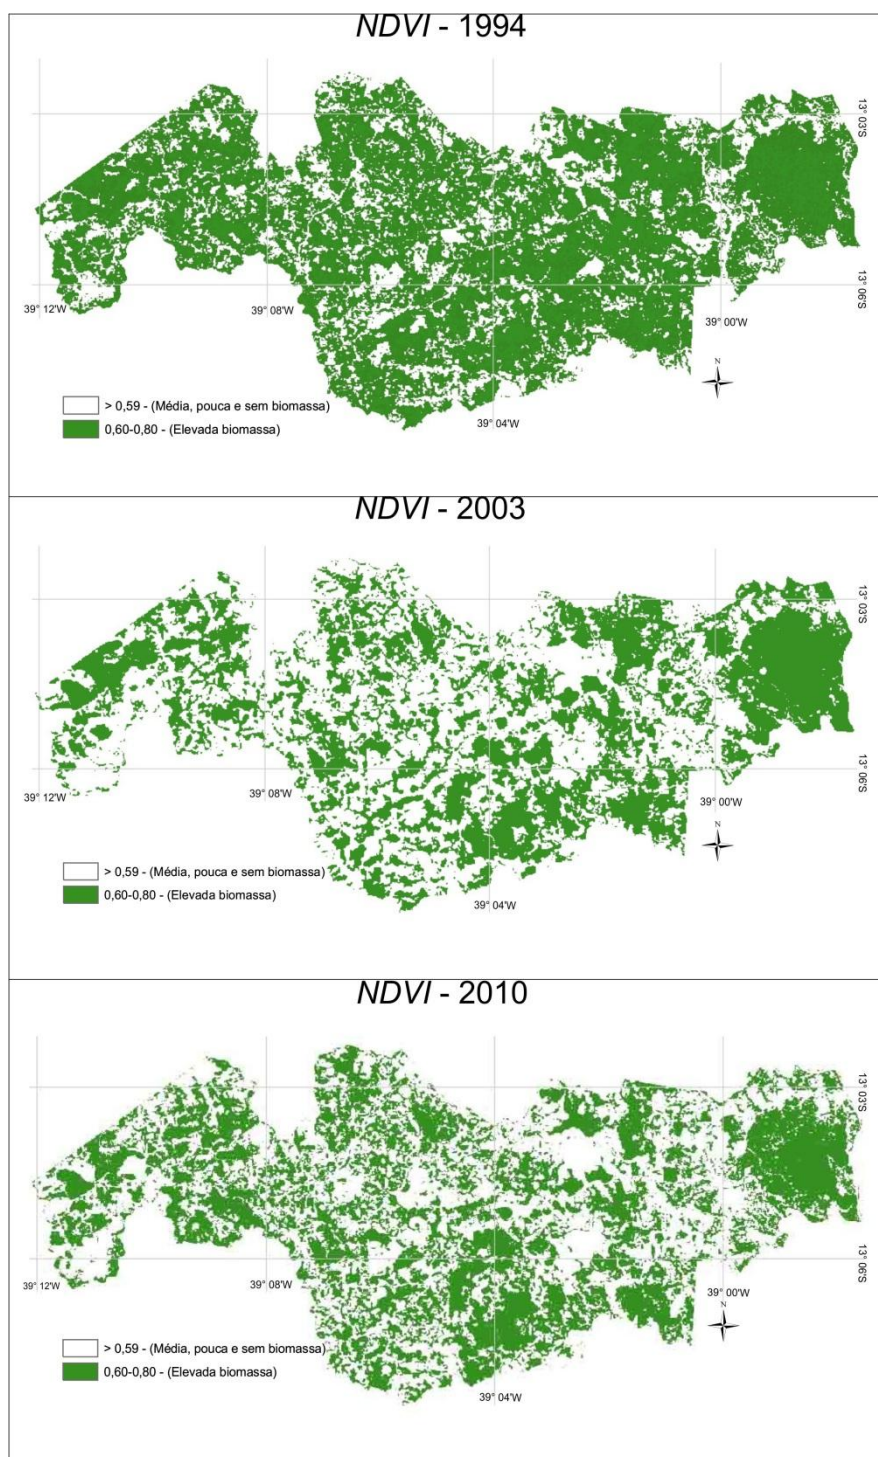 NDVI - 1994
13° 03'S
13° 06'S
39° 12'W
39° 08'W
39° 00'W
N
> 0,59 - (Média, pouca e sem biomassa)
0,60-0,80 - (Elevada biomassa)
39° 04'W
NDVI - 2003
13° 03'S
13° 06'S
39° 12'W
39° 08'W
39° 00'W
N
> 0,59 - (Média, pouca e sem biomassa)
0,60-0,80 - (Elevada biomassa)
39° 04'W
NDVI - 2010
13° 03'S
13° 06'S
39° 12'W
39° 08'W
39° 00'W
N
> 0,59 - (Média, pouca e sem biomassa)
0,60-0,80 - (Elevada biomassa)
39° 04'W